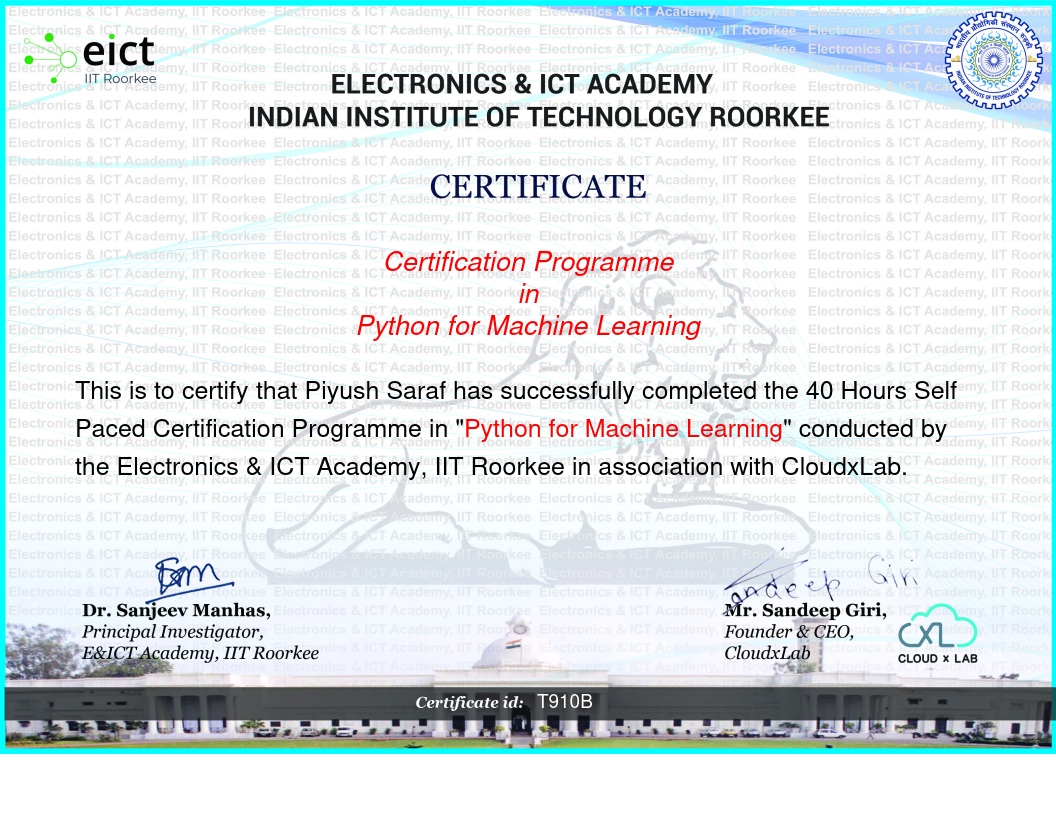 eict
IIT Roorkee
ELECTRONICS & ICT ACADEMY
INDIAN INSTITUTE OF TECHNOLOGY ROORKEE
CERTIFICATE
Certification Programme
in
Python for Machine Learning
This is to certify that Piyush Saraf has successfully completed the 40 Hours Self
Paced Certification Programme in "Python for Machine Learning" conducted by
the Electronics & ICT Academy, IIT Roorkee in association with CloudxLab.
Sandeep Giri
Dr. Sanjeev Manhas,
Principal Investigator,
E&ICT Academy, IIT Roorkee
Mr. Sandeep Giri,
Founder & CEO,
CloudxLab
CXL
CLOUD x LAB
Certificate id: T910B